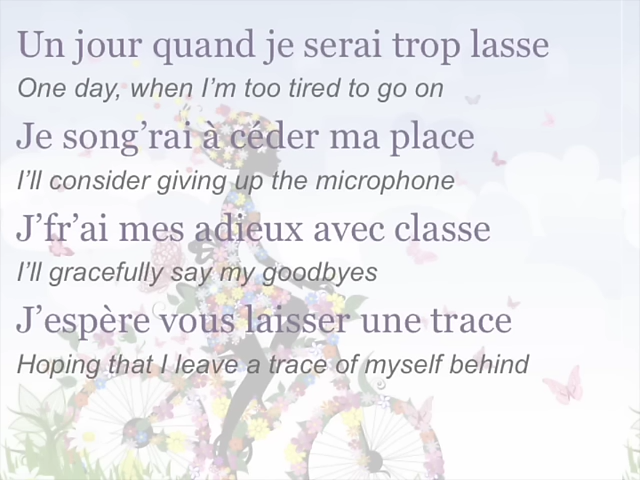 Un jour quand je serai trop lasse
One day, when I’m too tired to go on
Je song’rai à céder ma place
I’ll consider giving up the microphone
J’fr’ai mes adieux avec classe
I’ll gracefully say my goodbyes
J’espère vous laisser une trace
Hoping that I leave a trace of myself behind